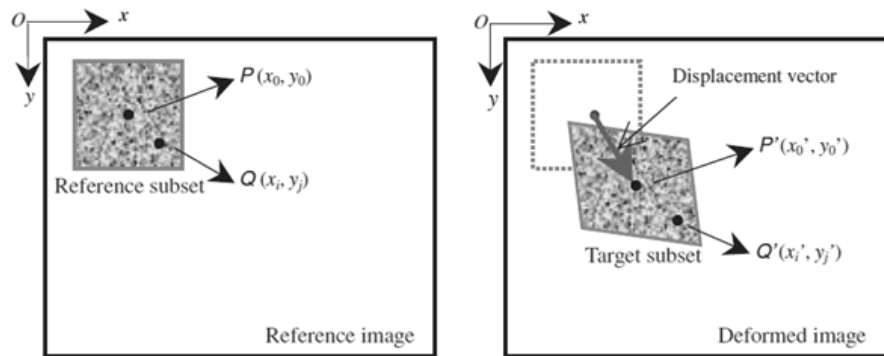 O x
y
P (x₀, y₀)
Q (xᵢ, yⱼ)
Reference subset
Reference image
O x
y
Displacement vector
P' (x₀', y₀')
Q' (xᵢ', yⱼ')
Target subset
Deformed image